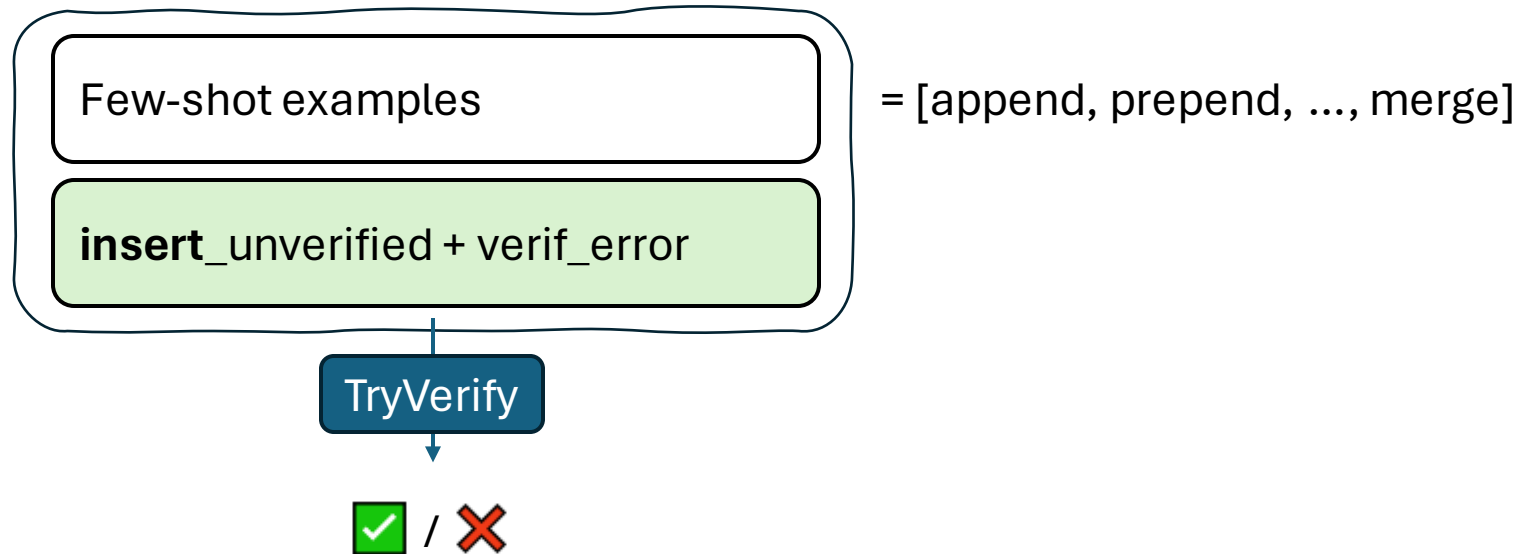 Few-shot examples
= [append, prepend, ..., merge]
insert_unverified + verif_error
TryVerify
✅ / ❌